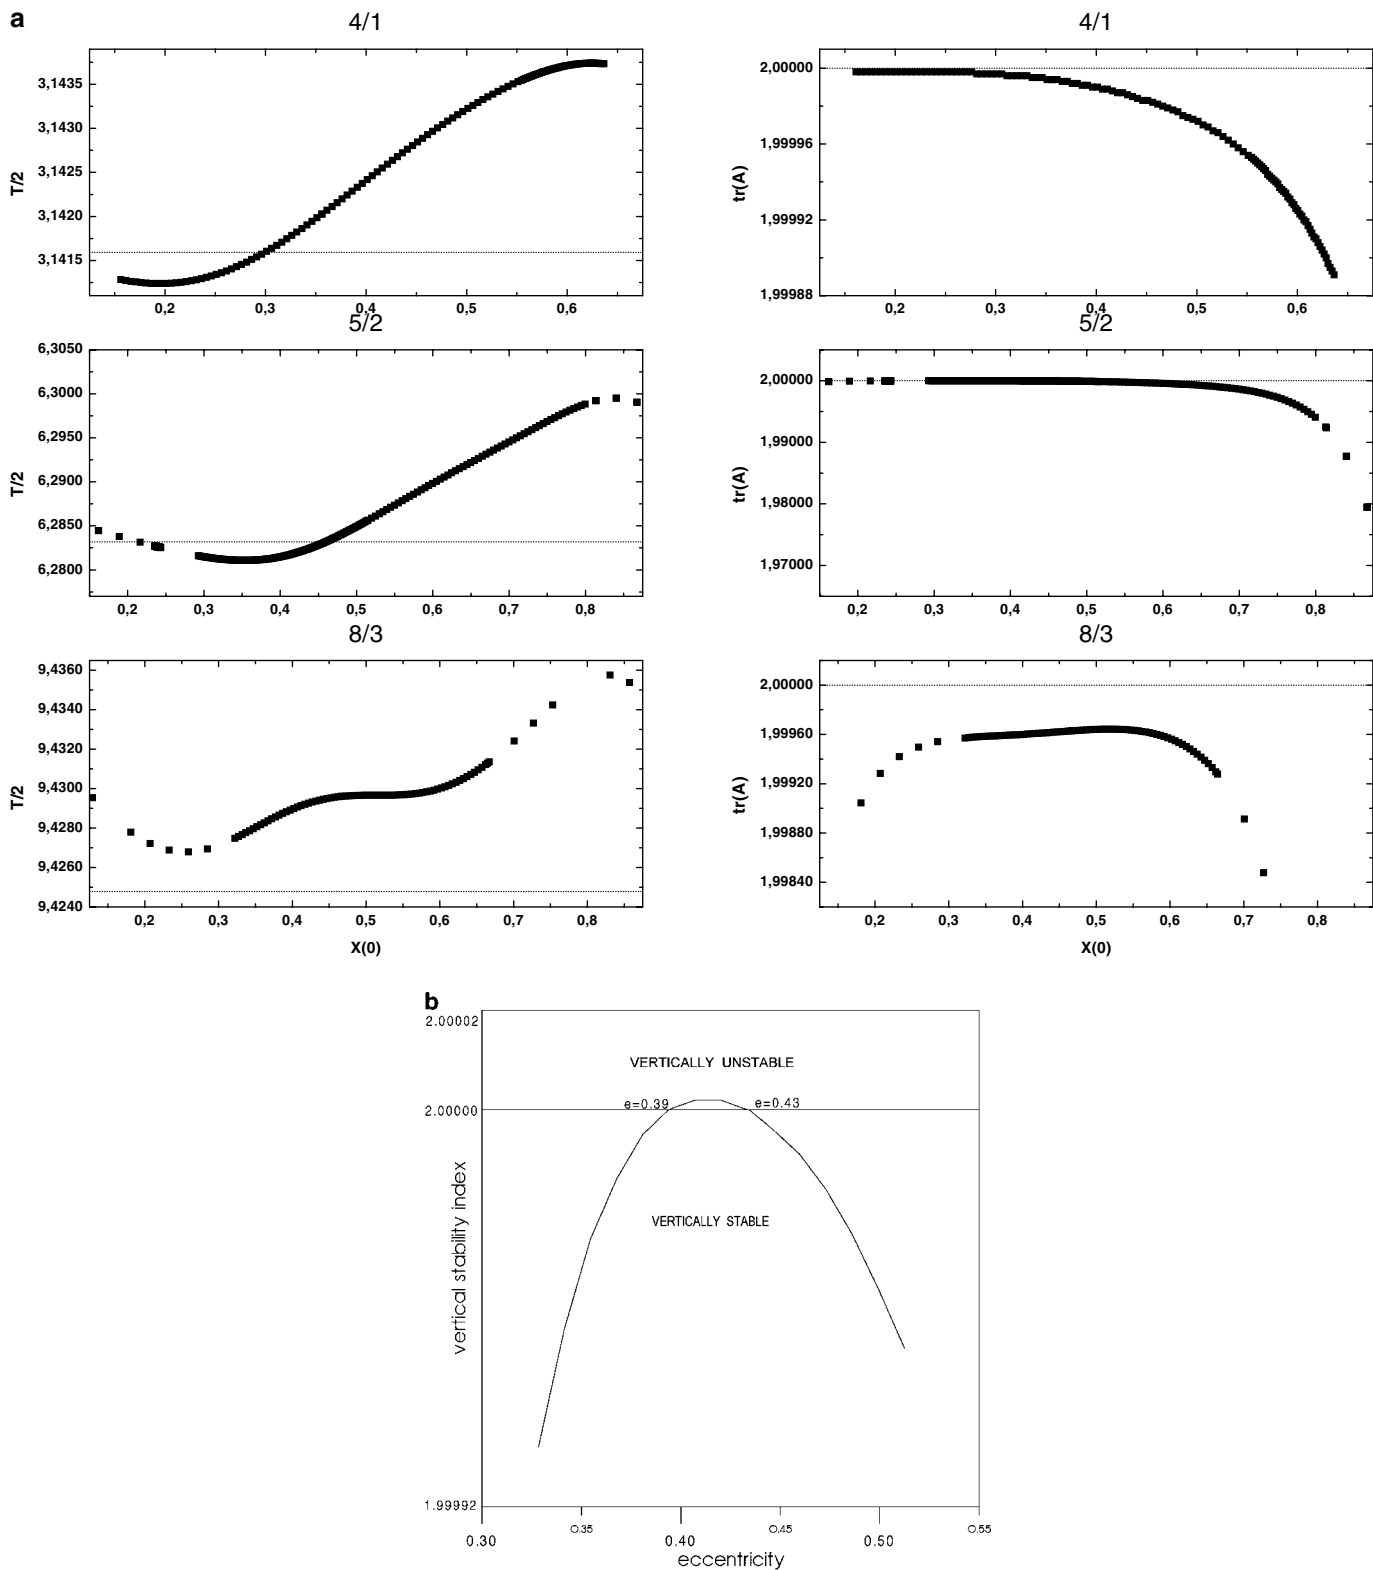 a
4/1
T/2
3,1435
3,1430
3,1425
3,1420
3,1415
0,2 0,3 0,4 0,5 0,6
4/1
tr(A)
2,00000
1,99996
1,99992
1,99988
0,2 0,3 0,4 0,5 0,6
5/2
T/2
6,3050
6,3000
6,2950
6,2900
6,2850
6,2800
0,2 0,3 0,4 0,5 0,6 0,7 0,8
5/2
tr(A)
2,00000
1,99000
1,98000
1,97000
0,2 0,3 0,4 0,5 0,6 0,7 0,8
8/3
T/2
9,4360
9,4340
9,4320
9,4300
9,4280
9,4260
9,4240
0,2 0,3 0,4 0,5 0,6 0,7 0,8
X(0)
8/3
tr(A)
2,00000
1,99960
1,99920
1,99880
1,99840
0,2 0,3 0,4 0,5 0,6 0,7 0,8
X(0)
b
2.00002
VERTICALLY UNSTABLE
e=0.39 e=0.43
2.00000
vertical stability index
VERTICALLY STABLE
1.99992
0.30 0.35 0.40 0.45 0.50 0.55
eccentricity